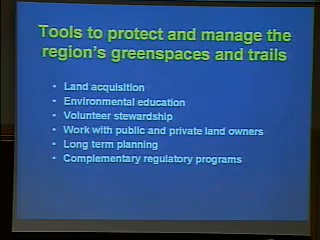 Tools to protect and manage the
region's greenspaces and trails
• Land acquisition
• Environmental education
• Volunteer stewardship
• Work with public and private land owners
• Long term planning
• Complementary regulatory programs